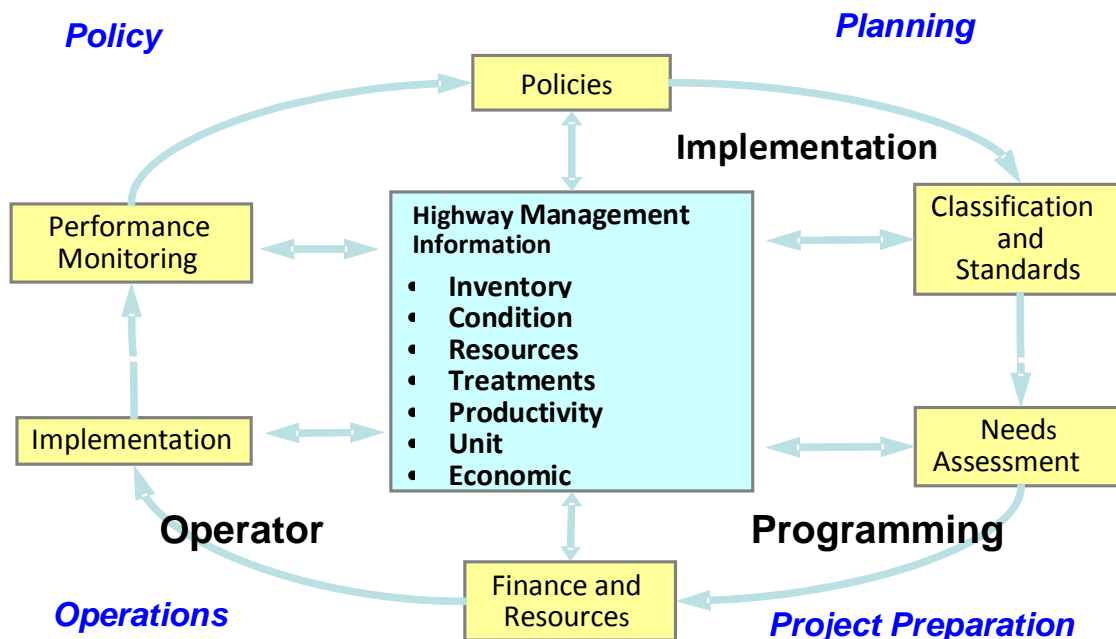 Policy
Planning
Policies
Implementation
Performance
Monitoring
Highway Management
Information
• Inventory
• Condition
• Resources
• Treatments
• Productivity
• Unit
• Economic
Classification
and
Standards
Implementation
Needs
Assessment
Operator
Programming
Finance and
Resources
Operations
Project Preparation